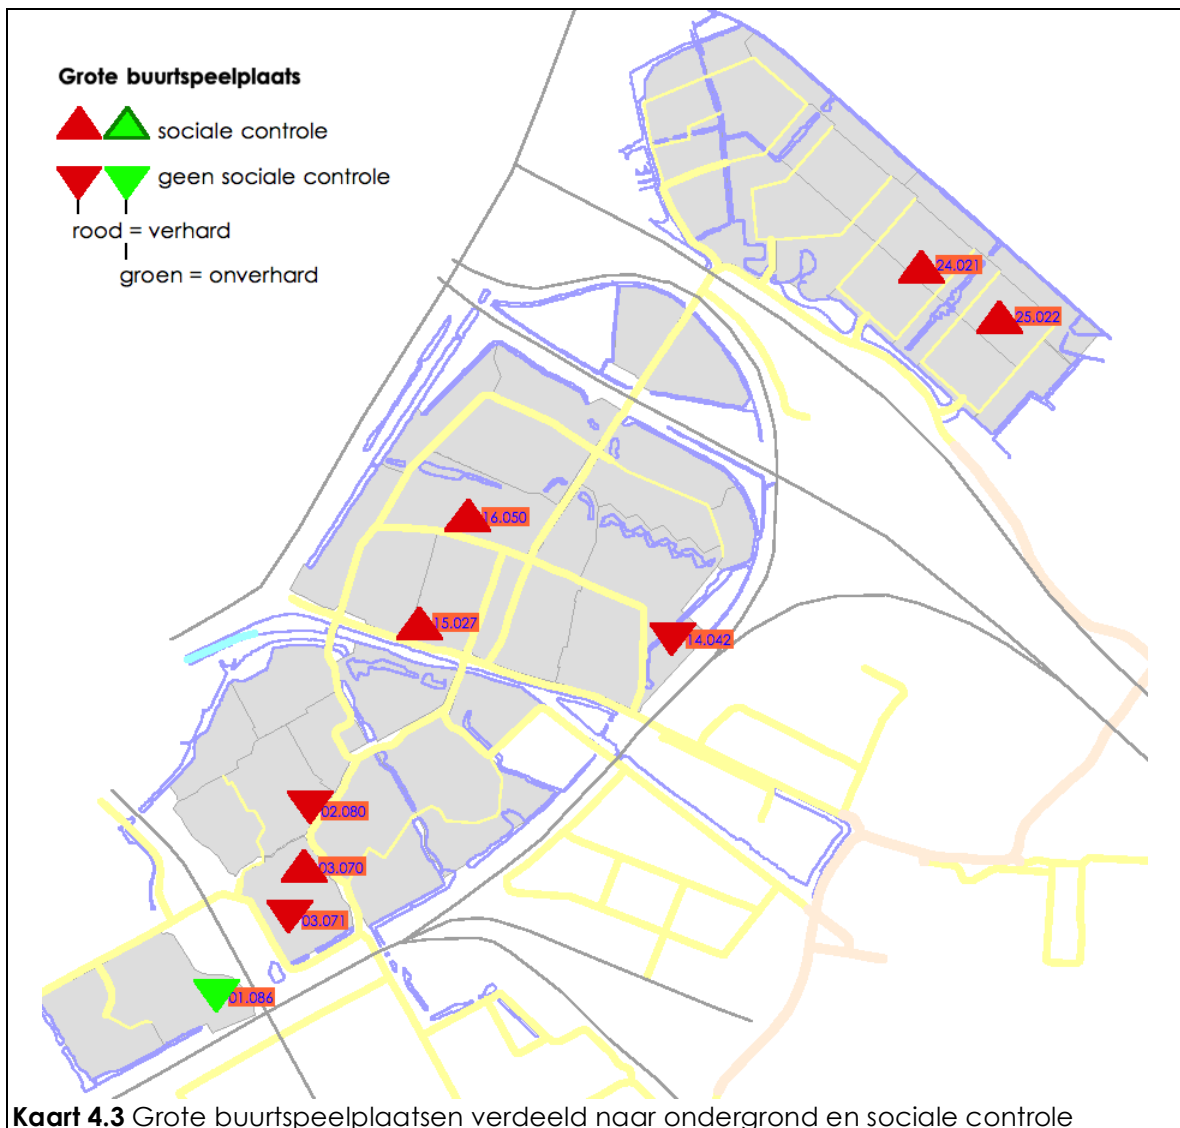 Grote buurtspeelplaats
sociale controle
geen sociale controle
rood = verhard
groen = onverhard
24.021
25.022
16.050
15.027
14.042
02.080
03.070
03.071
01.086
Kaart 4.3 Grote buurtspeelplaatsen verdeeld naar ondergrond en sociale controle